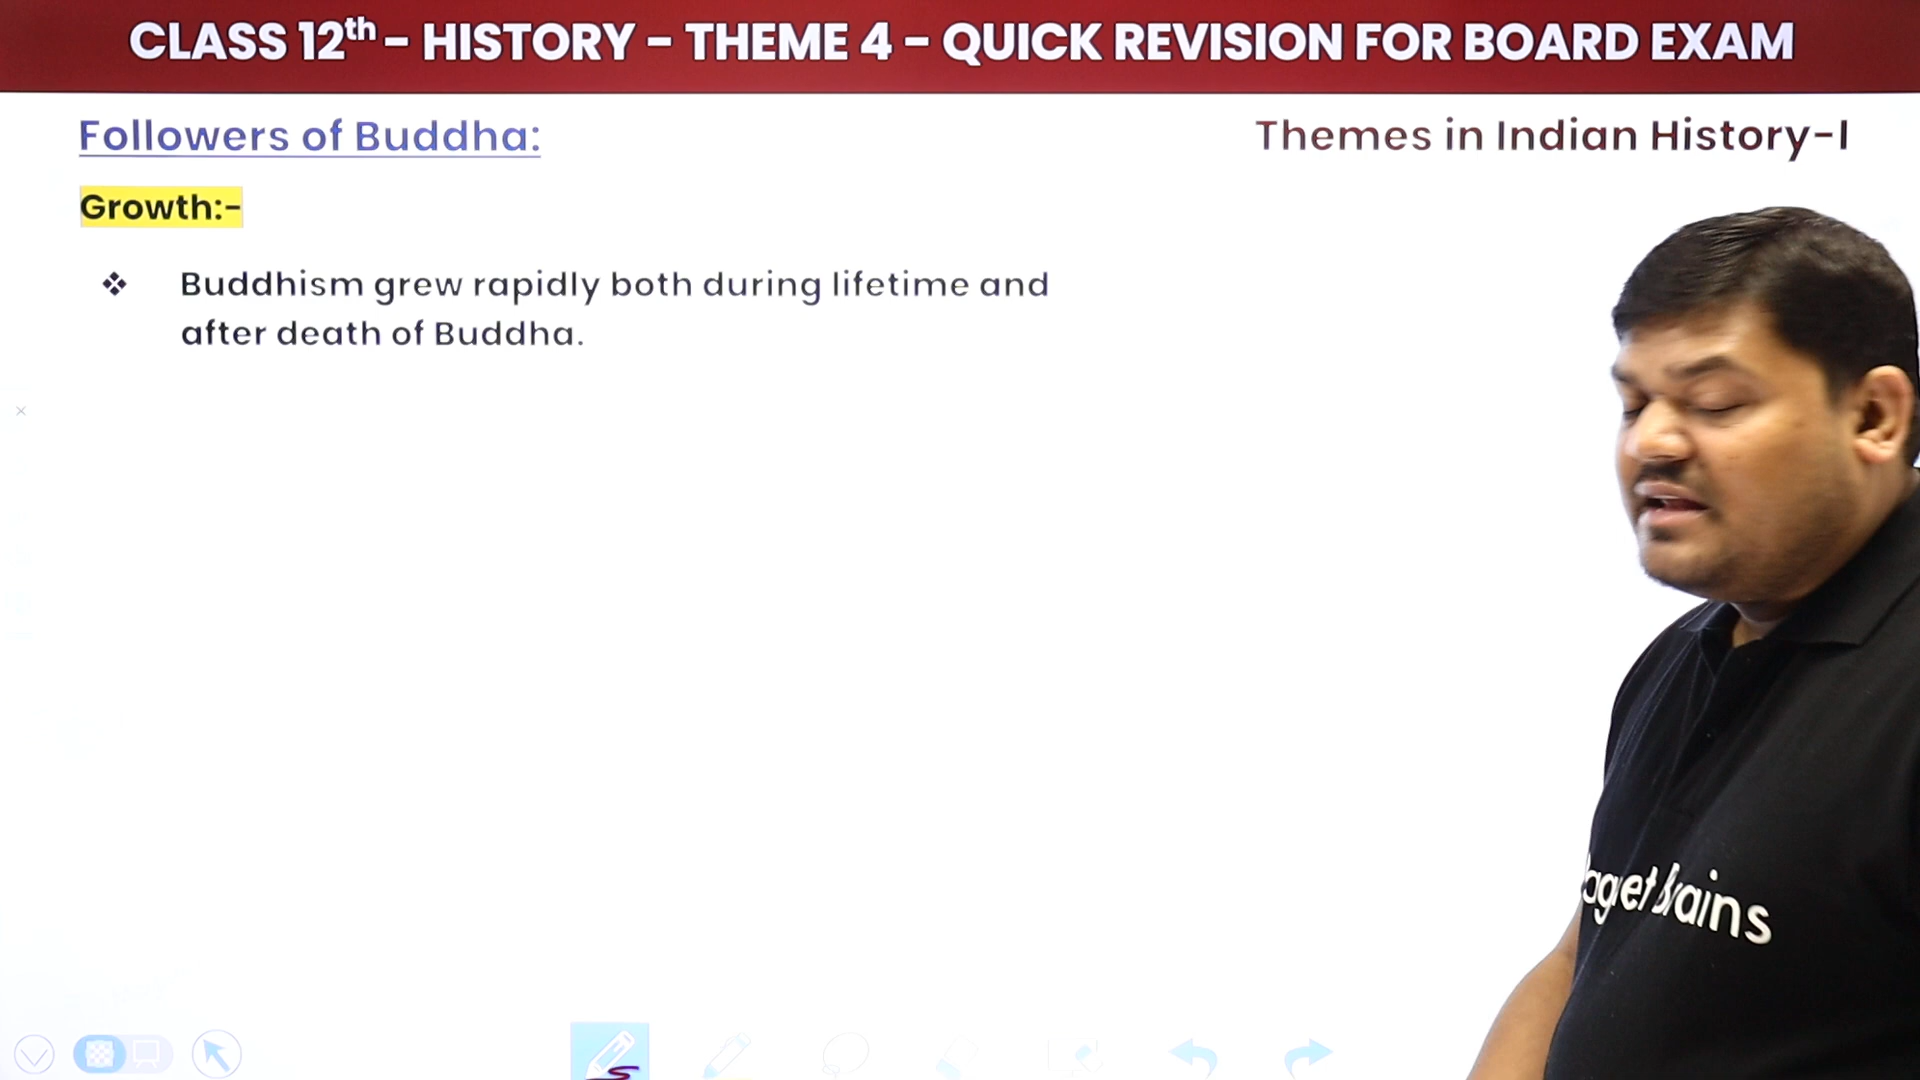 CLASS 12th - HISTORY - THEME 4 - QUICK REVISION FOR BOARD EXAM
Followers of Buddha:
Themes in Indian History-I
Growth:-
❖ Buddhism grew rapidly both during lifetime and
after death of Buddha.
Brains